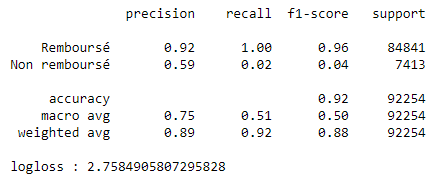 precision recall f1-score support
Remboursé 0.92 1.00 0.96 84841
Non remboursé 0.59 0.02 0.04 7413
accuracy 0.92 92254
macro avg 0.75 0.51 0.50 92254
weighted avg 0.89 0.92 0.88 92254
logloss : 2.7584905807295828